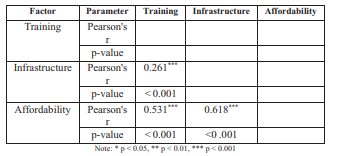 Factor Parameter Training Infrastructure Affordability
Training Pearson's
r
p-value
Infrastructure Pearson's 0.261***
r
p-value < 0.001
Affordability Pearson's 0.531*** 0.618***
r
p-value < 0.001 <0 .001
Note: * p < 0.05, ** p < 0.01, *** p < 0.001